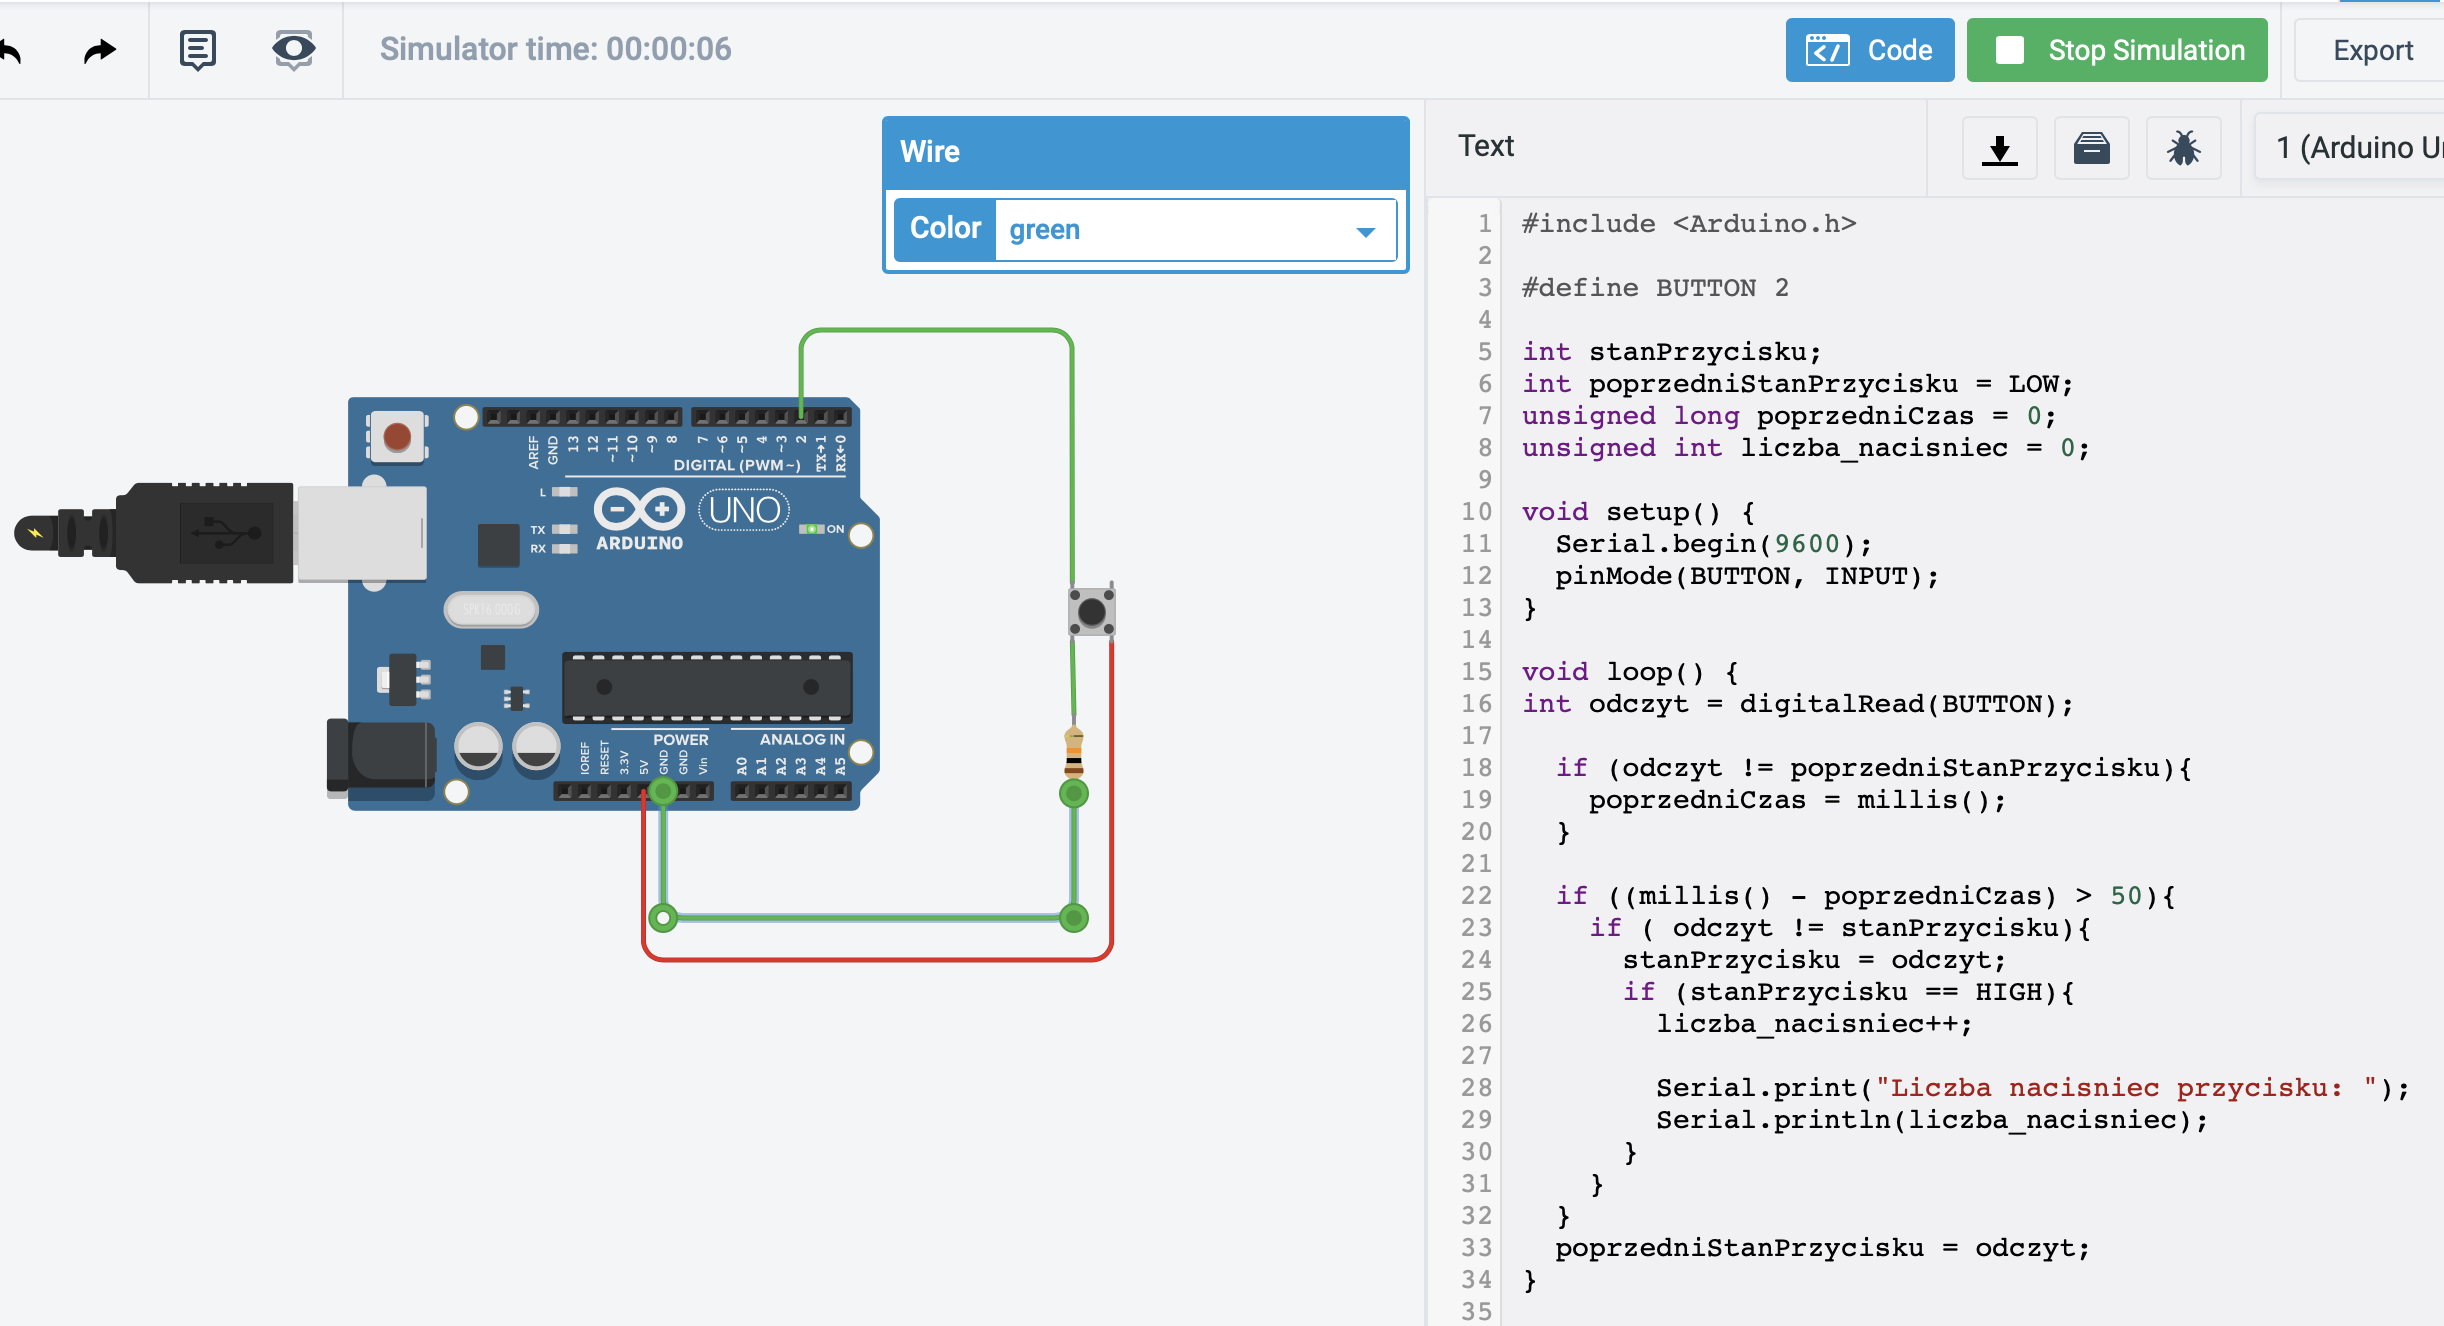 Simulator time: 00:00:06
Code
Stop Simulation
Export
Wire
Color
green
Text
1 (Arduino Un
AREF
GND
13
12
~11
~10
~9
8
7
~6
~5
4
~3
2
TX→1
RX←0
DIGITAL (PWM~)
L
TX
RX
ARDUINO
UNO
ON
SPK16.000G
POWER
ANALOG IN
IOREF
RESET
3.3V
5V
GND
GND
Vin
A0
A1
A2
A3
A4
A5
1 #include <Arduino.h>
2
3 #define BUTTON 2
4
5 int stanPrzycisku;
6 int poprzedniStanPrzycisku = LOW;
7 unsigned long poprzedniCzas = 0;
8 unsigned int liczba_nacisniec = 0;
9
10 void setup() {
11   Serial.begin(9600);
12   pinMode(BUTTON, INPUT);
13 }
14
15 void loop() {
16 int odczyt = digitalRead(BUTTON);
17
18   if (odczyt != poprzedniStanPrzycisku){
19     poprzedniCzas = millis();
20   }
21
22   if ((millis() - poprzedniCzas) > 50){
23     if ( odczyt != stanPrzycisku){
24       stanPrzycisku = odczyt;
25       if (stanPrzycisku == HIGH){
26         liczba_nacisniec++;
27
28         Serial.print("Liczba nacisniec przycisku: ");
29         Serial.println(liczba_nacisniec);
30       }
31     }
32   }
33   poprzedniStanPrzycisku = odczyt;
34 }
35